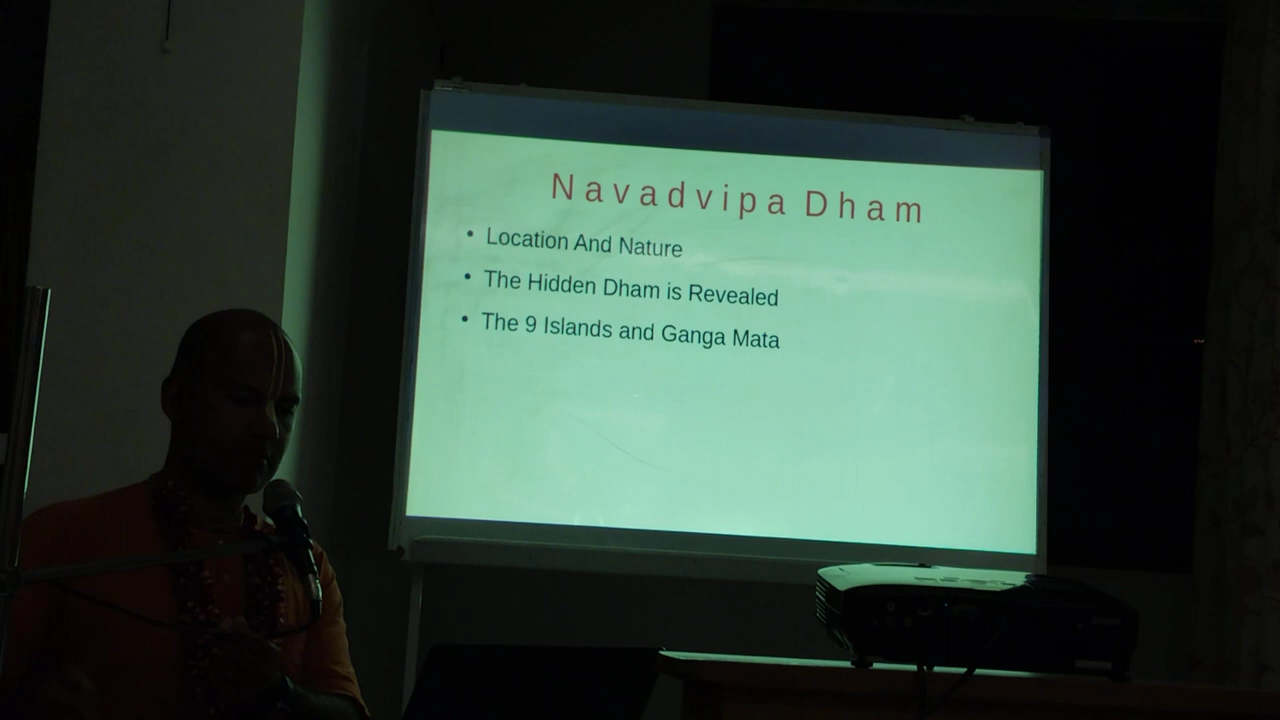 Navadvipa Dham
• Location And Nature
• The Hidden Dham is Revealed
• The 9 Islands and Ganga Mata